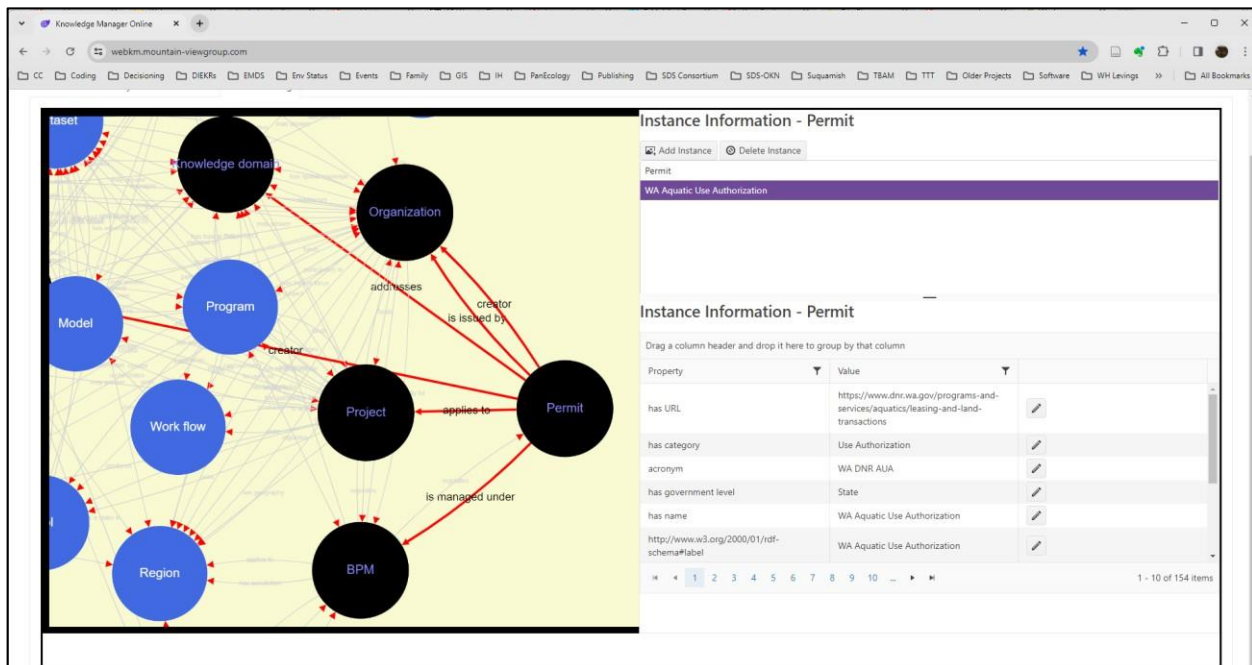 Knowledge Manager Online
webkm.mountain-viewgroup.com
CC Coding Decisioning DIEKRs EMDS Env Status Events Family GIS IH PanEcology Publishing SDS Consortium SDS-OKN Suquamish TBAM TTT Older Projects Software WH Levings » All Bookmarks
taset
Knowledge domain
Organization
addresses
creator
is issued by
Program
Model
creator
Project
applies to
Permit
Work flow
is managed under
Region
BPM
Instance Information - Permit
Add Instance Delete Instance
Permit
WA Aquatic Use Authorization
Instance Information - Permit
Drag a column header and drop it here to group by that column
Property Value
has URL https://www.dnr.wa.gov/programs-and-
services/aquatics/leasing-and-land-
transactions
has category Use Authorization
acronym WA DNR AUA
has government level State
has name WA Aquatic Use Authorization
http://www.w3.org/2000/01/rdf-
schema#label WA Aquatic Use Authorization
1 2 3 4 5 6 7 8 9 10 ... 1 - 10 of 154 items